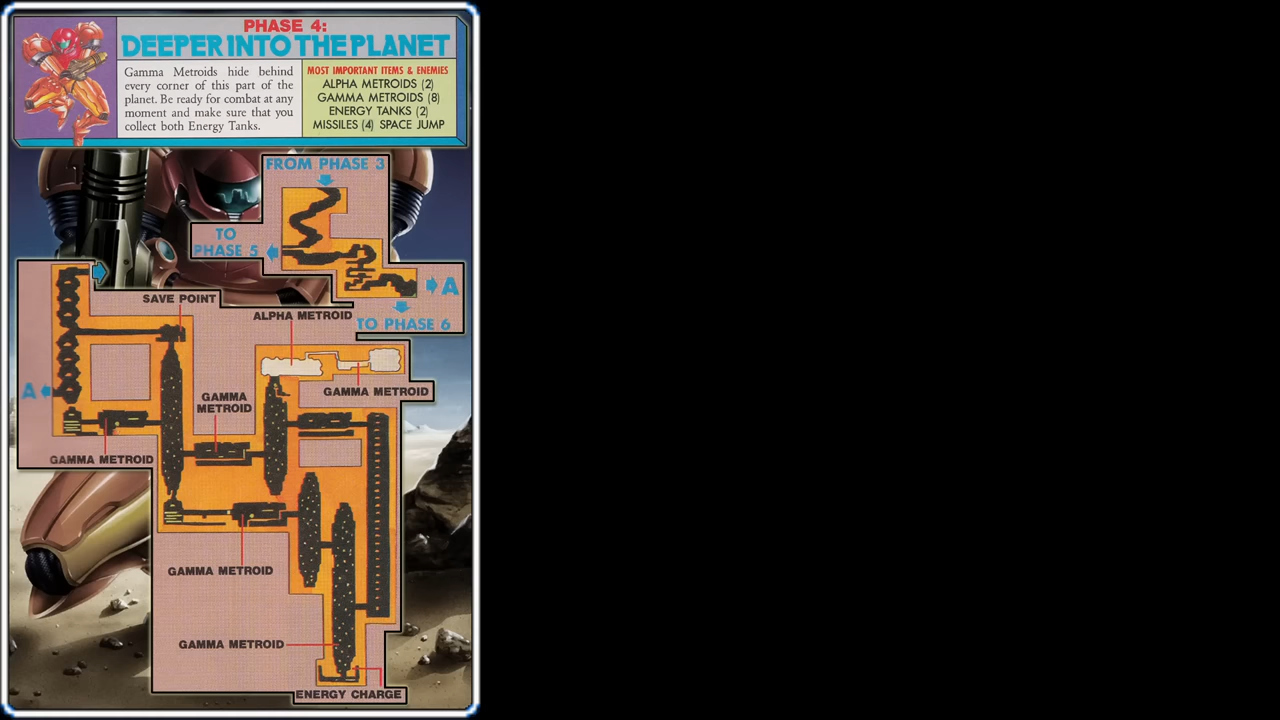 PHASE 4:
DEEPER INTO THE PLANET
Gamma Metroids hide behind
every corner of this part of the
planet. Be ready for combat at any
moment and make sure that you
collect both Energy Tanks.
MOST IMPORTANT ITEMS & ENEMIES
ALPHA METROIDS (2)
GAMMA METROIDS (8)
ENERGY TANKS (2)
MISSILES (4) SPACE JUMP
FROM PHASE 3
TO
PHASE 5
A
TO PHASE 6
SAVE POINT
ALPHA METROID
GAMMA METROID
A
GAMMA
METROID
GAMMA METROID
GAMMA METROID
GAMMA METROID
ENERGY CHARGE